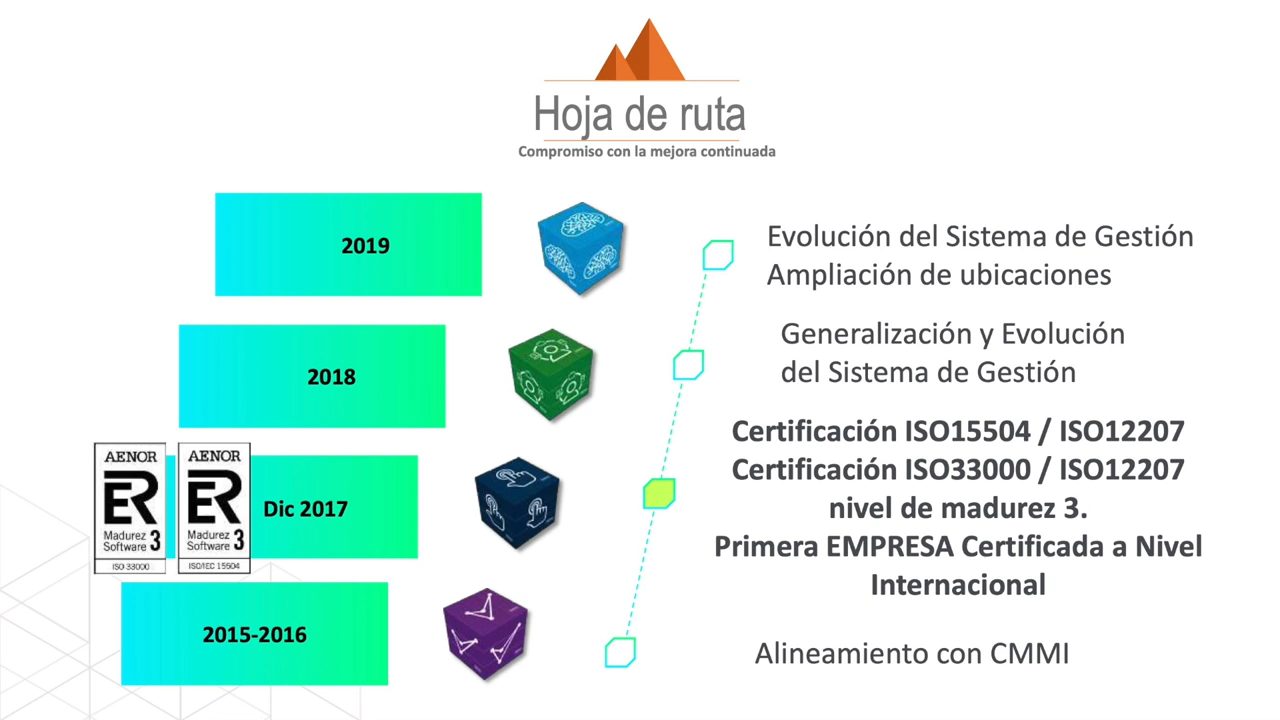 Hoja de ruta
Compromiso con la mejora continuada
2019
Evolución del Sistema de Gestión
Ampliación de ubicaciones
2018
Generalización y Evolución
del Sistema de Gestión
AENOR
ER
Madurez
Software 3
ISO 33000
AENOR
ER
Madurez
Software 3
ISO/IEC 15504
Dic 2017
Certificación ISO15504 / ISO12207
Certificación ISO33000 / ISO12207
nivel de madurez 3.
Primera EMPRESA Certificada a Nivel
Internacional
2015-2016
Alineamiento con CMMI